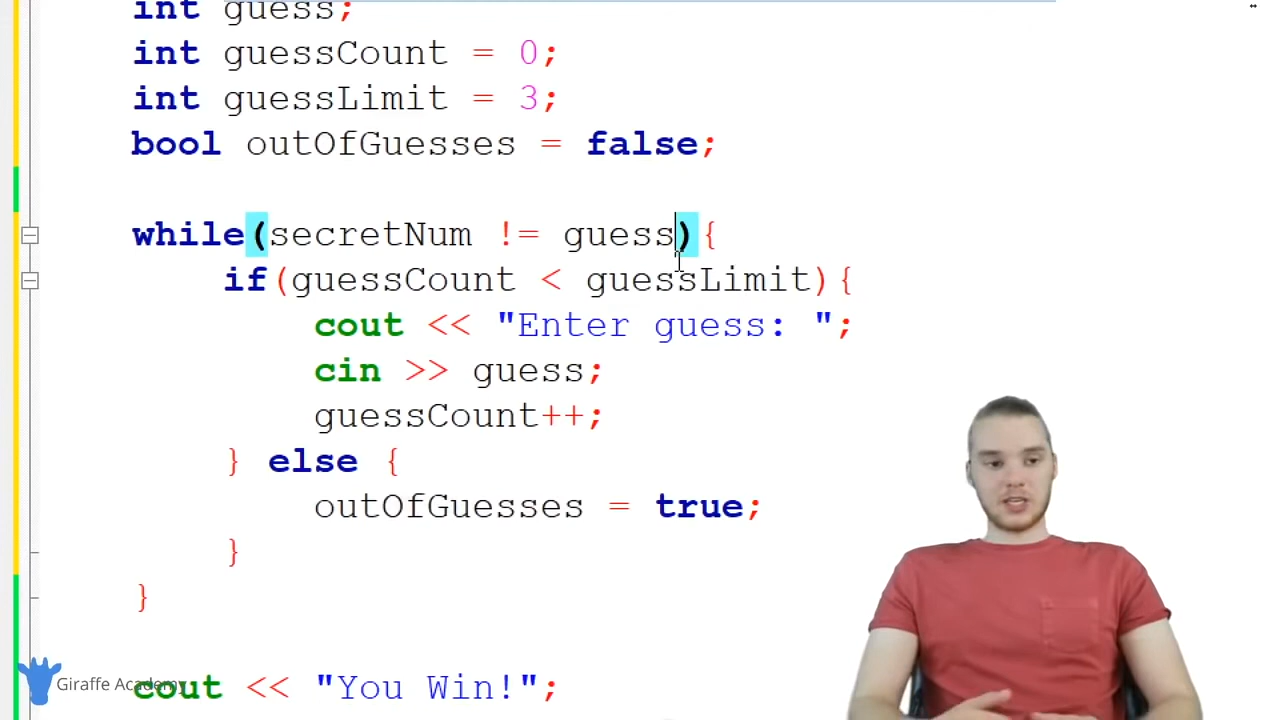 int guess;
int guessCount = 0;
int guessLimit = 3;
bool outOfGuesses = false;
while(secretNum != guess){
if(guessCount < guessLimit){
cout << "Enter guess: ";
cin >> guess;
guessCount++;
} else {
outOfGuesses = true;
}
}
cout << "You Win!";
Giraffe Academy